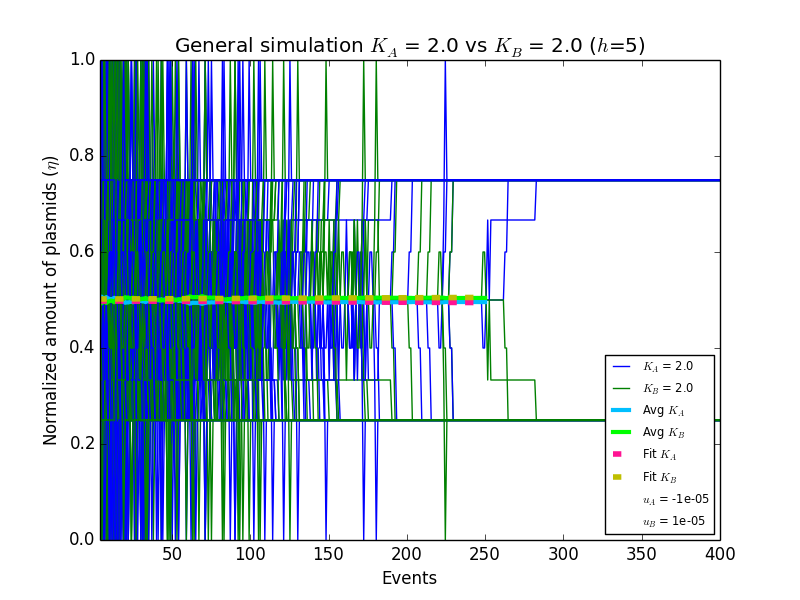 General simulation K_A = 2.0 vs K_B = 2.0 (h=5)
Normalized amount of plasmids (η)
1.0
0.8
0.6
0.4
0.2
0.0
K_A = 2.0
K_B = 2.0
Avg K_A
Avg K_B
Fit K_A
Fit K_B
u_A = -1e-05
u_B = 1e-05
50 100 150 200 250 300 350 400
Events